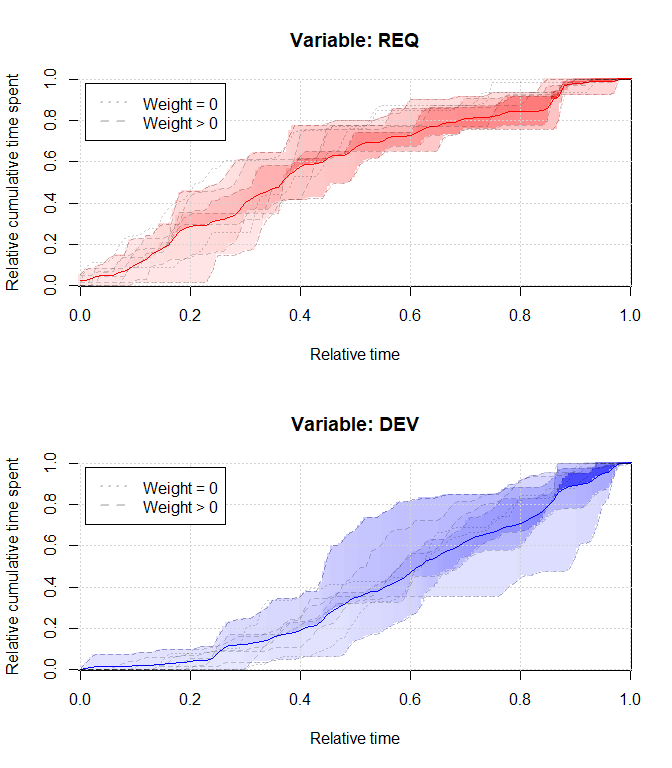 Variable: REQ
Relative cumulative time spent
1.0
0.8
0.6
0.4
0.2
0.0
Weight = 0
Weight > 0
0.0 0.2 0.4 0.6 0.8 1.0
Relative time
Variable: DEV
Relative cumulative time spent
1.0
0.8
0.6
0.4
0.2
0.0
Weight = 0
Weight > 0
0.0 0.2 0.4 0.6 0.8 1.0
Relative time